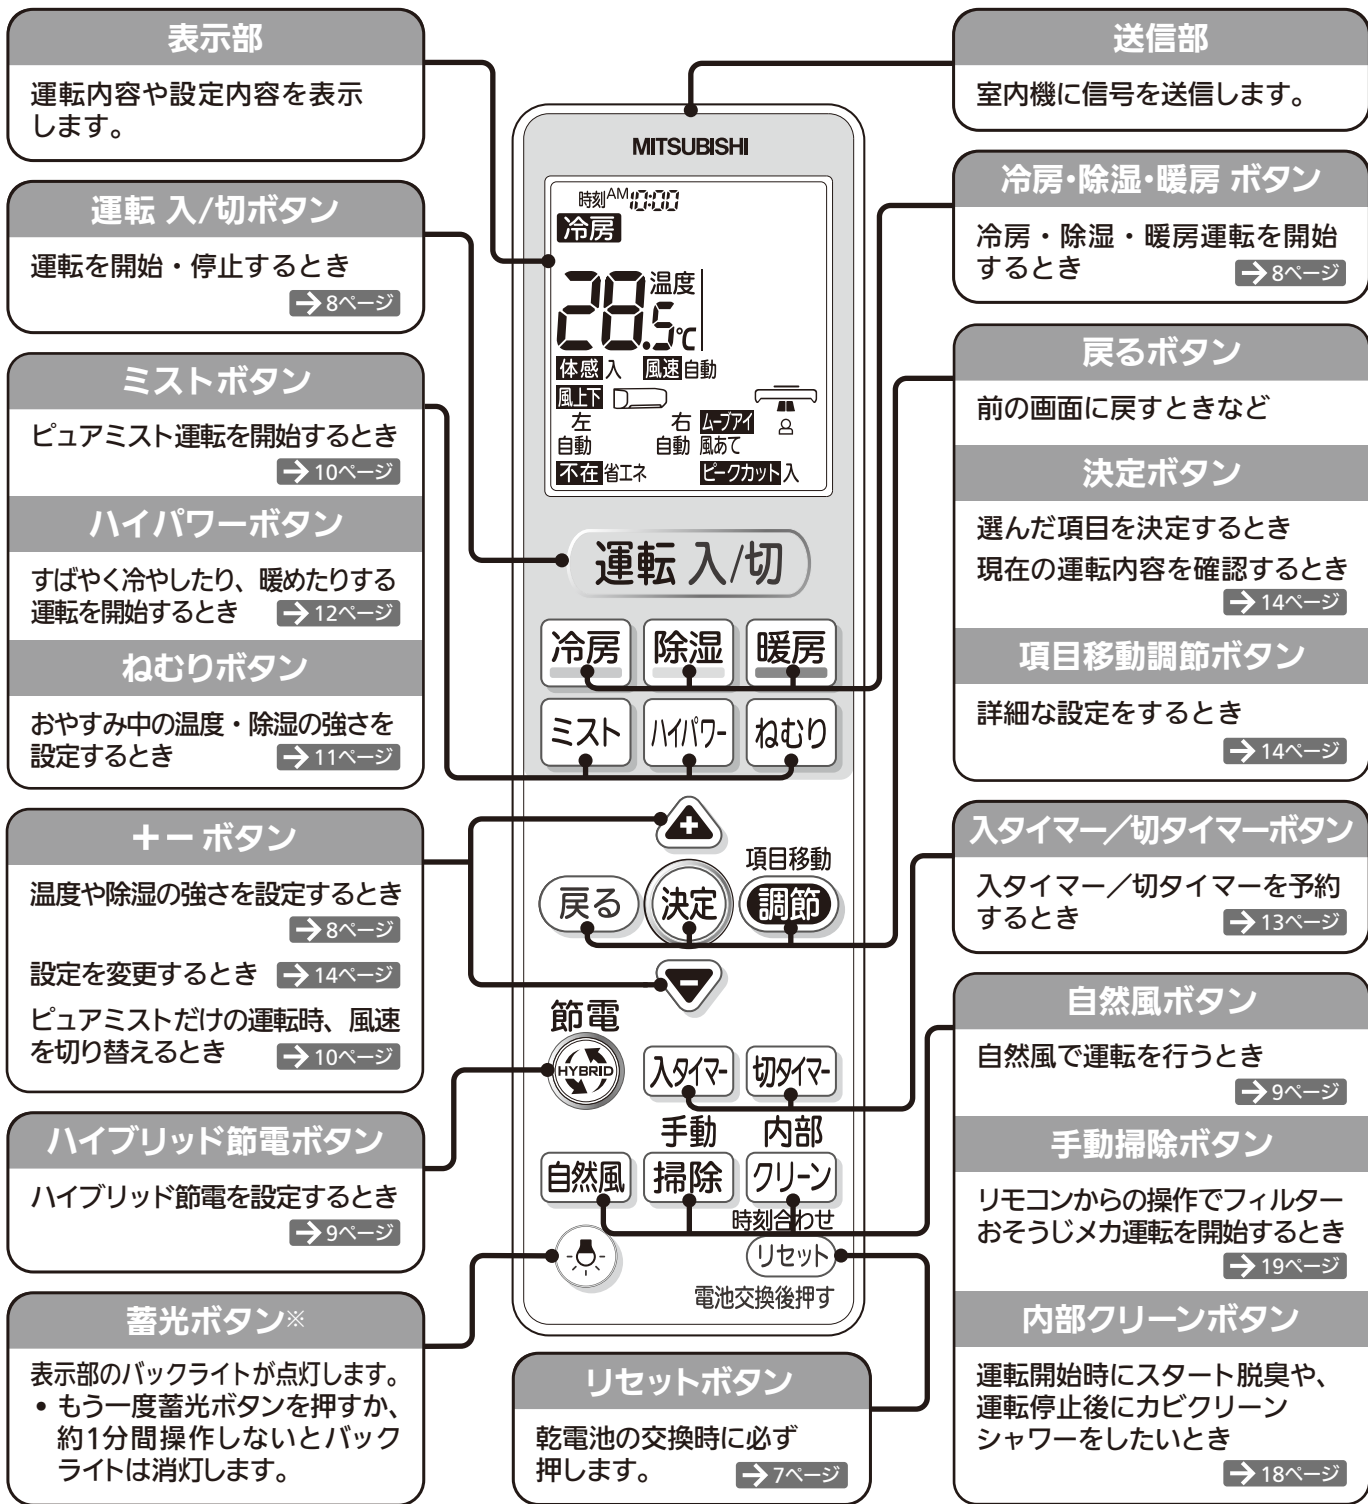 表示部
運転内容や設定内容を表示
します。
運転 入/切ボタン
運転を開始・停止するとき
→8ページ
ミストボタン
ピュアミスト運転を開始するとき
→10ページ
ハイパワーボタン
すばやく冷やしたり、暖めたりする
運転を開始するとき →12ページ
ねむりボタン
おやすみ中の温度・除湿の強さを
設定するとき →11ページ
+ー ボタン
温度や除湿の強さを設定するとき
→8ページ
設定を変更するとき →14ページ
ピュアミストだけの運転時、風速
を切り替えるとき →10ページ
ハイブリッド節電ボタン
ハイブリッド節電を設定するとき
→9ページ
蓄光ボタン※
表示部のバックライトが点灯します。
• もう一度蓄光ボタンを押すか、
約1分間操作しないとバック
ライトは消灯します。
MITSUBISHI
時刻AM10:00
冷房
28.5℃ 温度
体感 入 風速 自動
風上下
左 右 ムーブアイ
自動 自動 風あて
不在 省エネ ピークカット 入
運転 入/切
冷房 除湿 暖房
ミスト ハイパワー ねむり
+
項目移動
戻る 決定 調節
-
節電
HYBRID 入タイマー 切タイマー
手動 内部
自然風 掃除 クリーン
時刻合わせ
リセット
電池交換後押す
リセットボタン
乾電池の交換時に必ず
押します。 →7ページ
送信部
室内機に信号を送信します。
冷房・除湿・暖房 ボタン
冷房・除湿・暖房運転を開始
するとき →8ページ
戻るボタン
前の画面に戻すときなど
決定ボタン
選んだ項目を決定するとき
現在の運転内容を確認するとき
→14ページ
項目移動調節ボタン
詳細な設定をするとき
→14ページ
入タイマー/切タイマーボタン
入タイマー/切タイマーを予約
するとき →13ページ
自然風ボタン
自然風で運転を行うとき
→9ページ
手動掃除ボタン
リモコンからの操作でフィルター
おそうじメカ運転を開始するとき
→19ページ
内部クリーンボタン
運転開始時にスタート脱臭や、
運転停止後にカビクリーン
シャワーをしたいとき
→18ページ